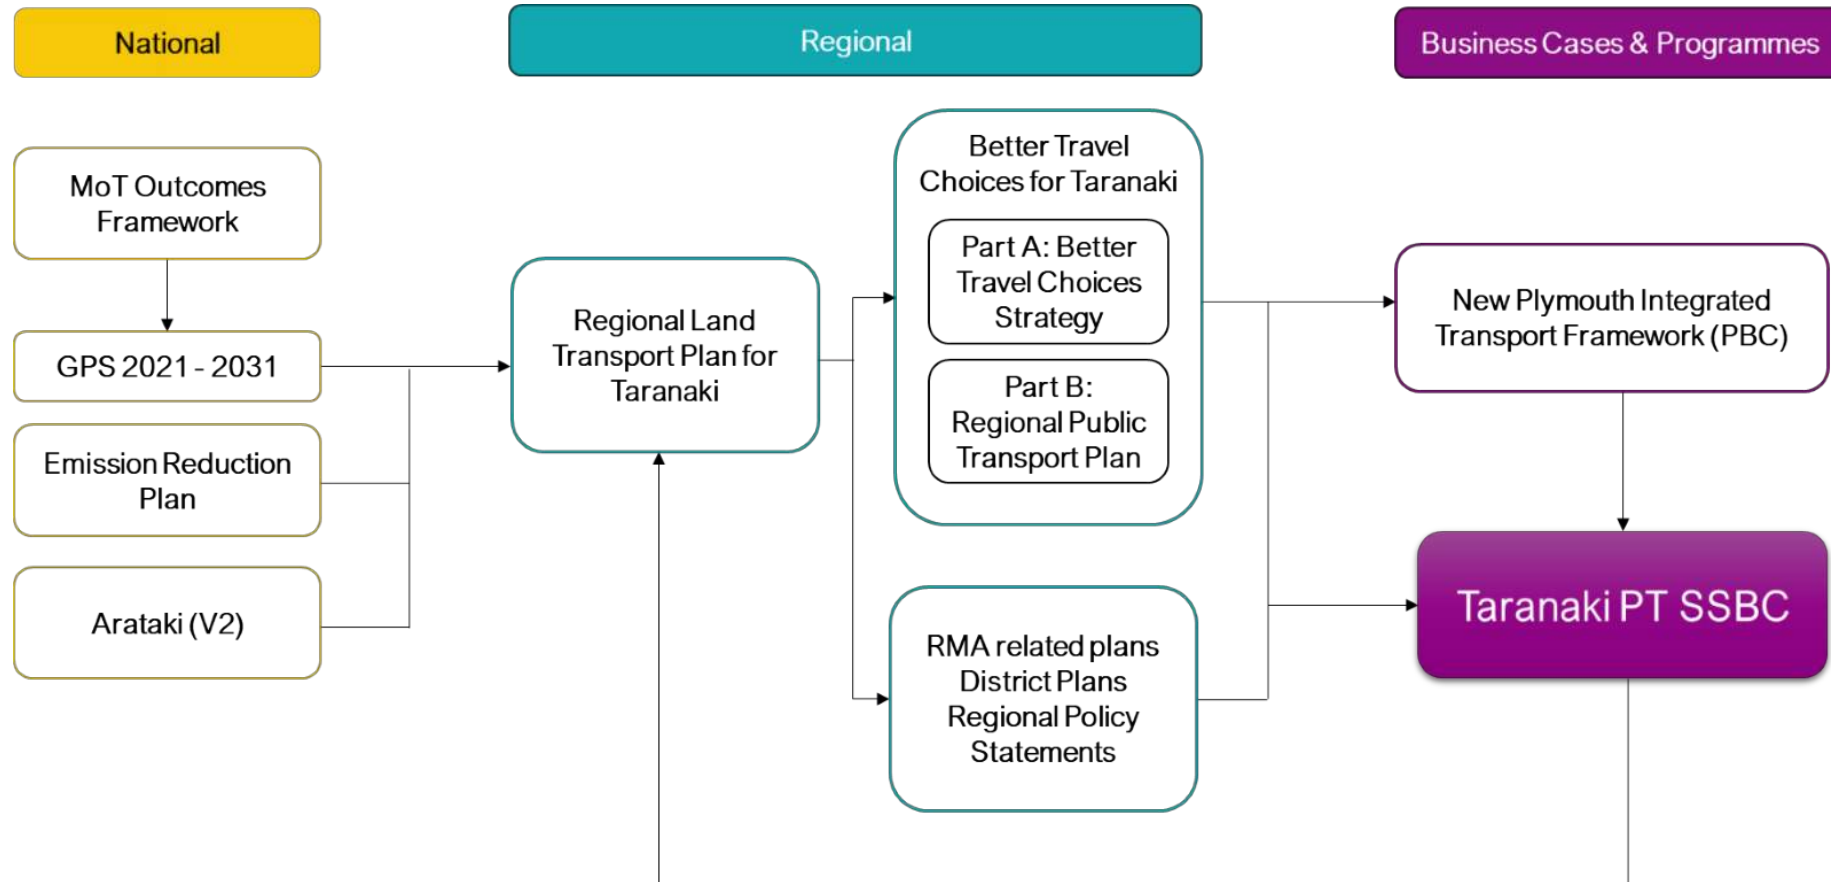 National
Regional
Business Cases & Programmes
MoT Outcomes
Framework
GPS 2021 - 2031
Emission Reduction
Plan
Arataki (V2)
Regional Land
Transport Plan for
Taranaki
Better Travel
Choices for Taranaki
Part A: Better
Travel Choices
Strategy
Part B:
Regional Public
Transport Plan
RMA related plans
District Plans
Regional Policy
Statements
New Plymouth Integrated
Transport Framework (PBC)
Taranaki PT SSBC